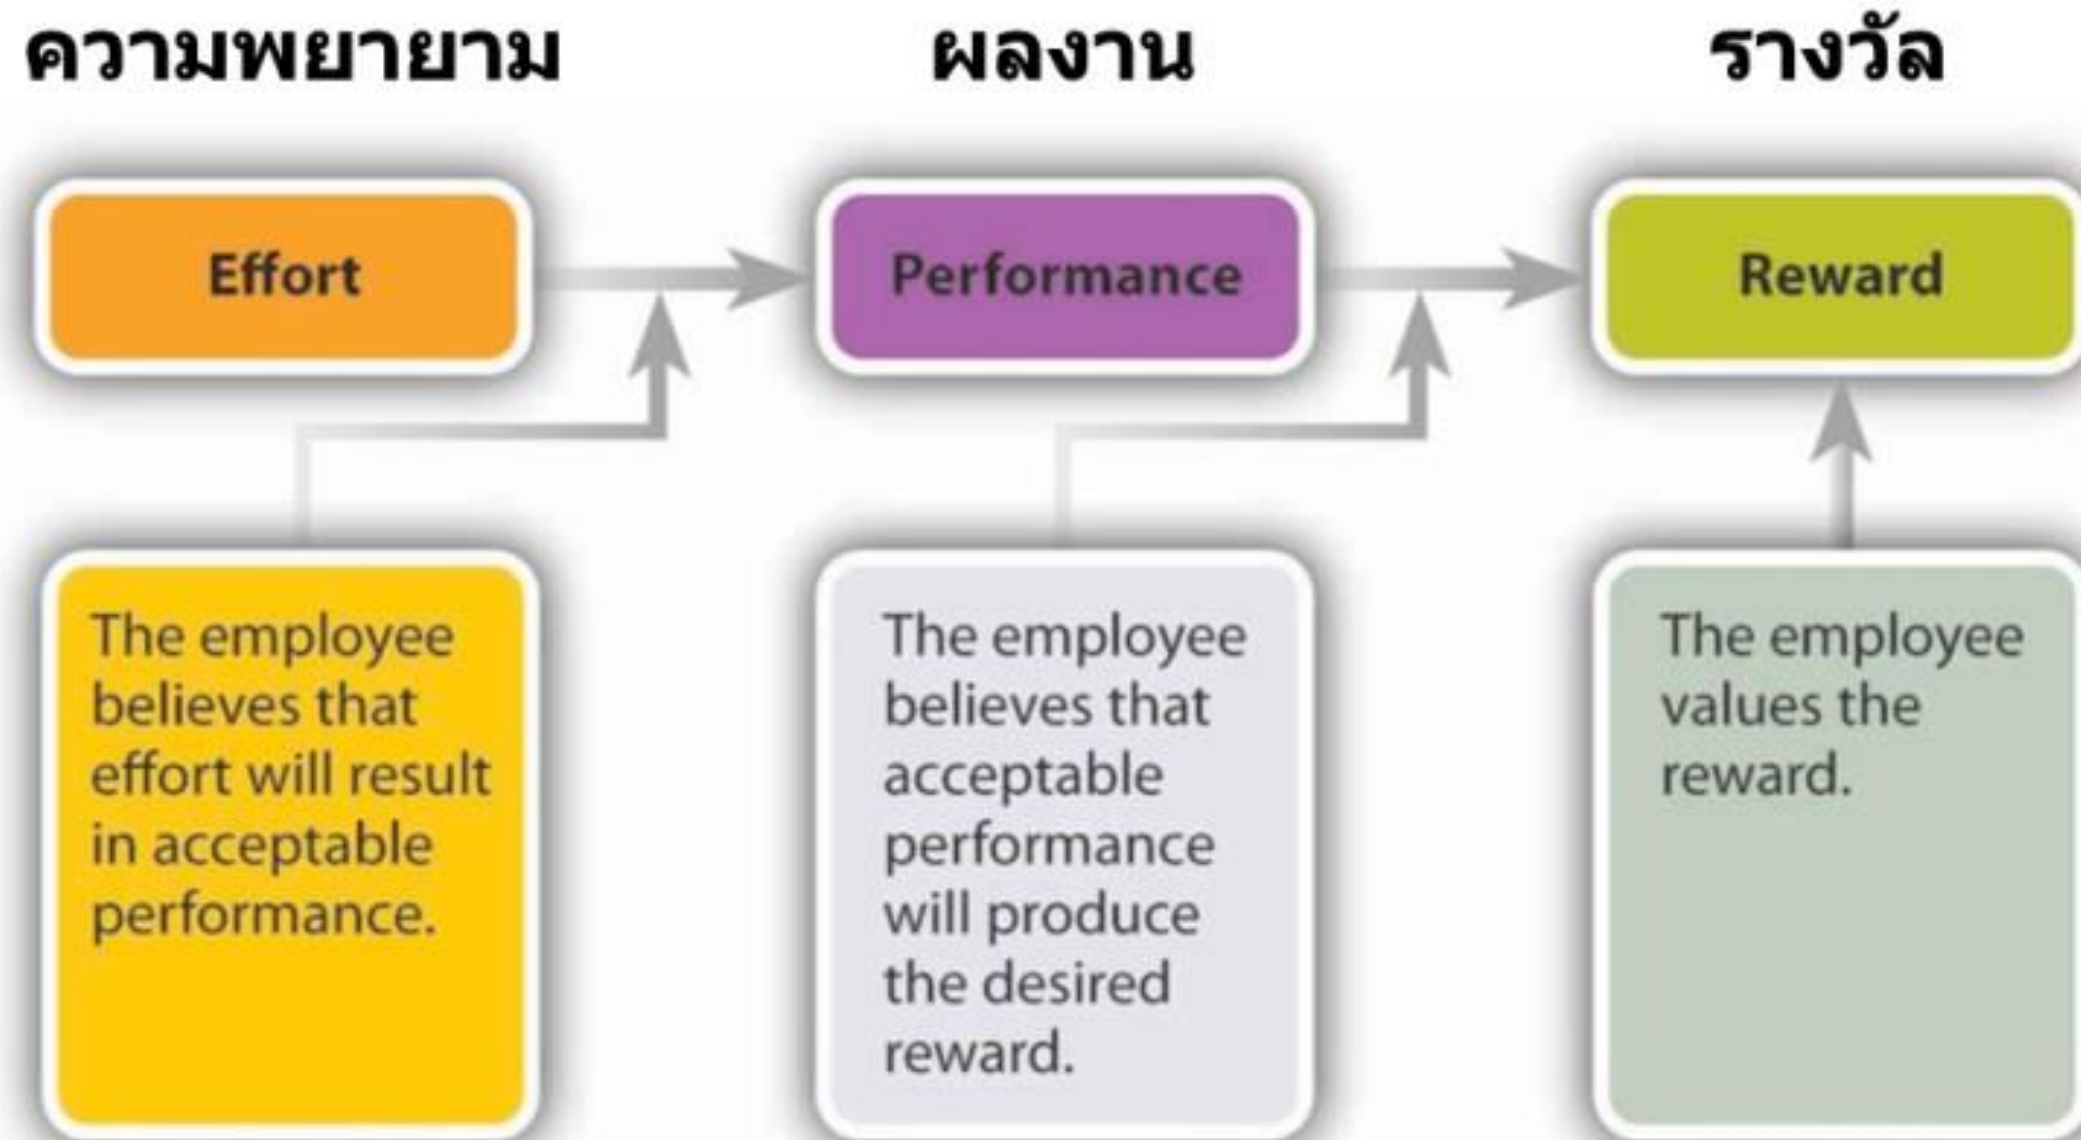 ความพยายาม
ผลงาน
รางวัล
Effort
Performance
Reward
The employee
believes that
effort will result
in acceptable
performance.
The employee
believes that
acceptable
performance
will produce
the desired
reward.
The employee
values the
reward.